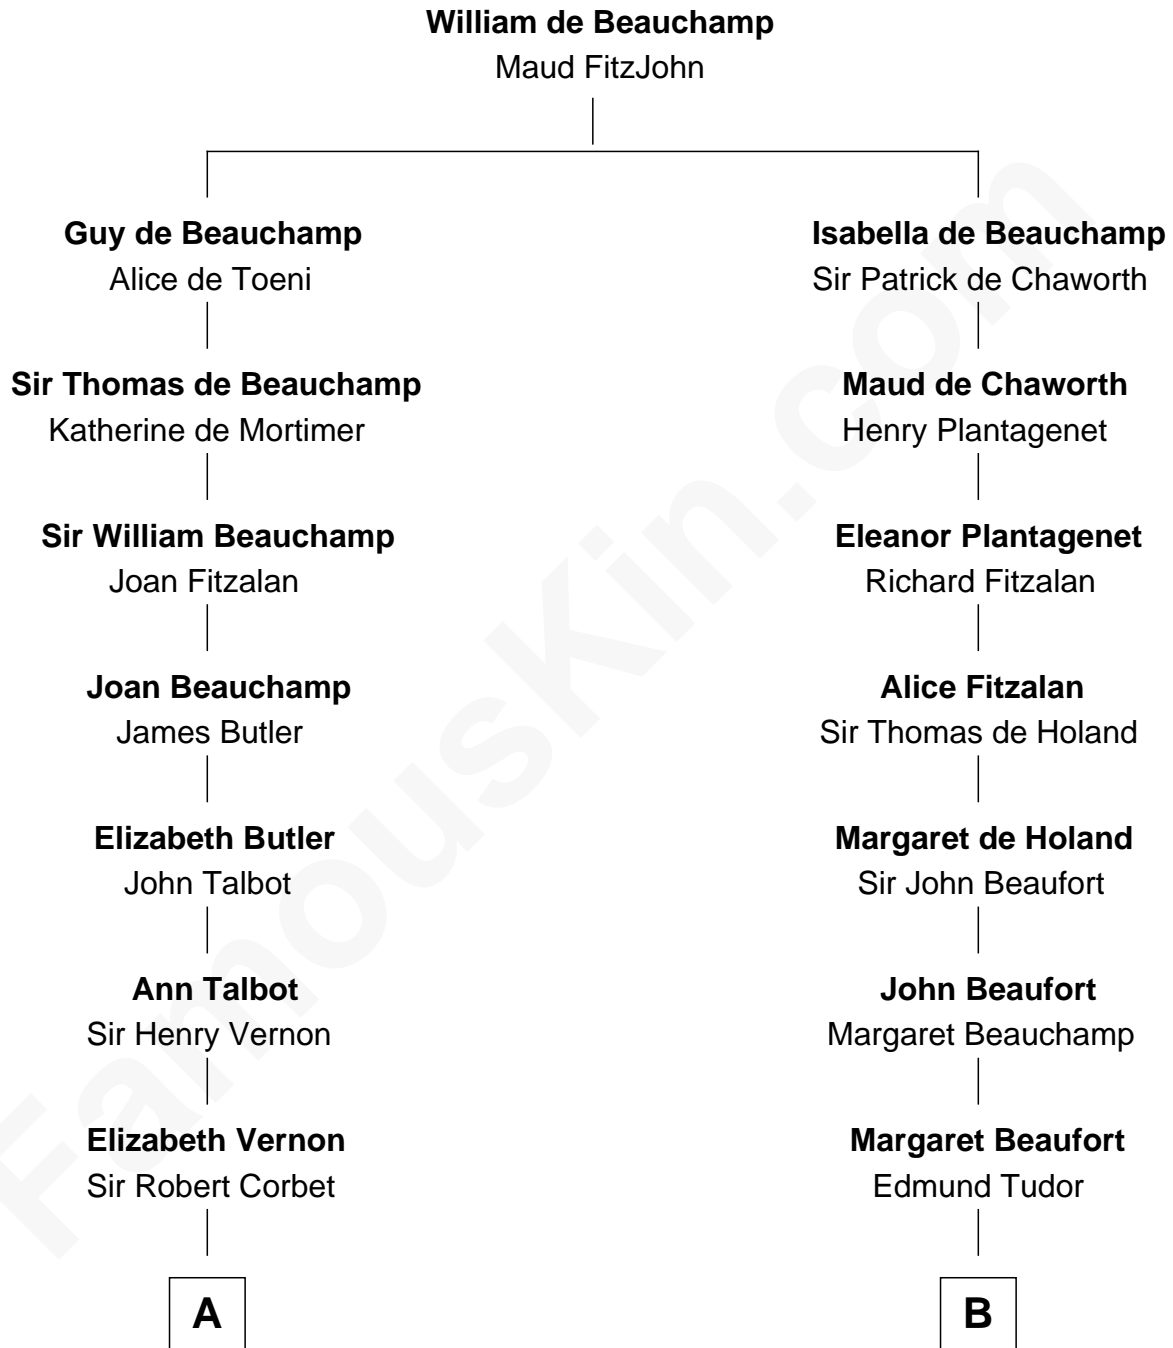 William de Beauchamp
Maud FitzJohn
Guy de Beauchamp
Alice de Toeni
Isabella de Beauchamp
Sir Patrick de Chaworth
Sir Thomas de Beauchamp
Katherine de Mortimer
Maud de Chaworth
Henry Plantagenet
Sir William Beauchamp
Joan Fitzalan
Eleanor Plantagenet
Richard Fitzalan
Joan Beauchamp
James Butler
Alice Fitzalan
Sir Thomas de Holand
Elizabeth Butler
John Talbot
Margaret de Holand
Sir John Beaufort
Ann Talbot
Sir Henry Vernon
John Beaufort
Margaret Beauchamp
Elizabeth Vernon
Sir Robert Corbet
Margaret Beaufort
Edmund Tudor
A
B
FamousKin.com